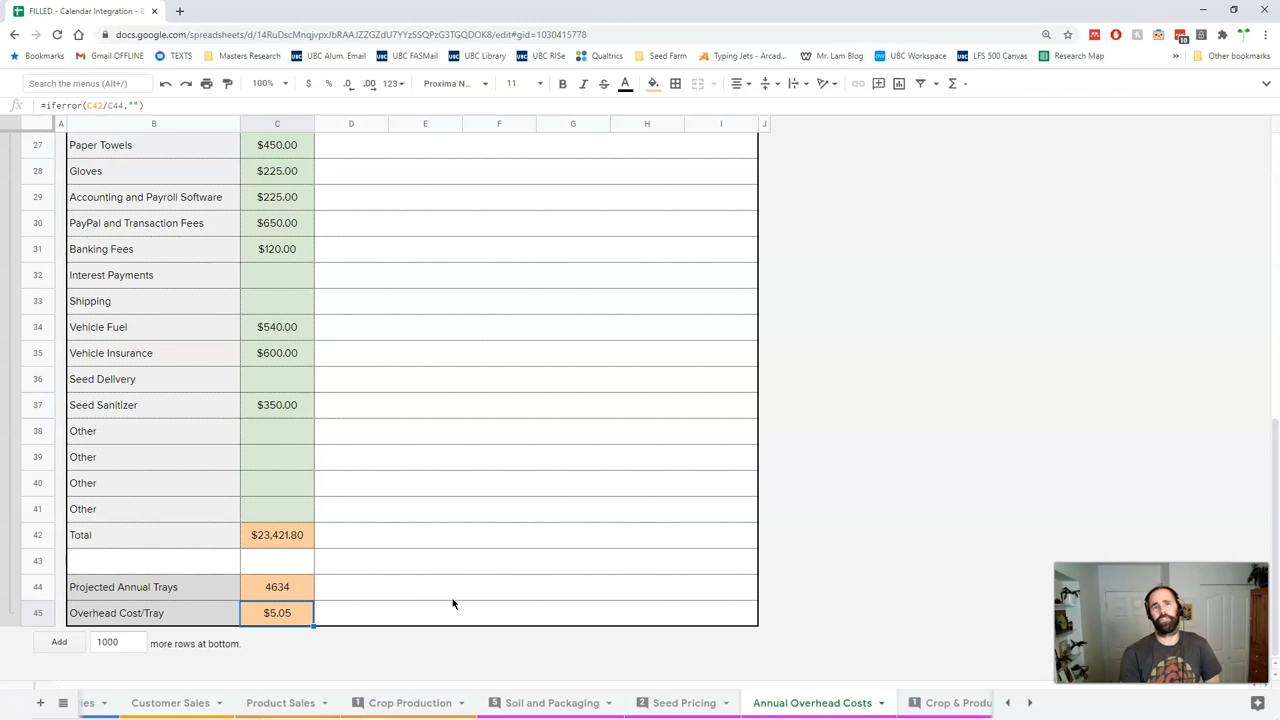 FILLED - Calendar Integration - E
docs.google.com/spreadsheets/d/14RuDscMnqjvpxJbRAAJZZGZdU7YYz5SQPzG3TGQDOK8/edit#gid=1030415778
Bookmarks Gmail OFFLINE TEXTS Masters Research UBC Alum. Email UBC FASMail UBC Library UBC RISe Qualtrics Seed Farm Typing Jets - Arcad... Mr. Lam Blog UBC Workspace LFS 500 Canvas Research Map » Other bookmarks
Search the menus (Alt+/) 100% $ % .0 .00 123 Proxima N... 11 B I S A Σ
fx =iferror(C42/C44,"")
A B C D E F G H I J
27 Paper Towels $450.00
28 Gloves $225.00
29 Accounting and Payroll Software $225.00
30 PayPal and Transaction Fees $650.00
31 Banking Fees $120.00
32 Interest Payments
33 Shipping
34 Vehicle Fuel $540.00
35 Vehicle Insurance $600.00
36 Seed Delivery
37 Seed Sanitizer $350.00
38 Other
39 Other
40 Other
41 Other
42 Total $23,421.80
43
44 Projected Annual Trays 4634
45 Overhead Cost/Tray $5.05
Add 1000 more rows at bottom.
ies Customer Sales Product Sales 1 Crop Production 5 Soil and Packaging 2 Seed Pricing Annual Overhead Costs 1 Crop & Produ